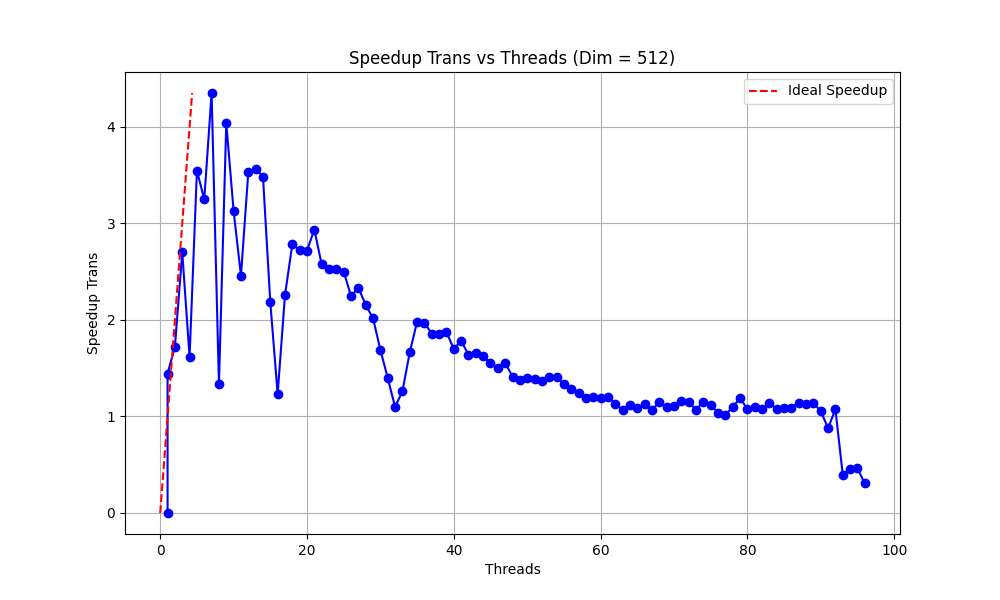 Speedup Trans vs Threads (Dim = 512)
Ideal Speedup
Speedup Trans
4
3
2
1
0
0 20 40 60 80 100
Threads